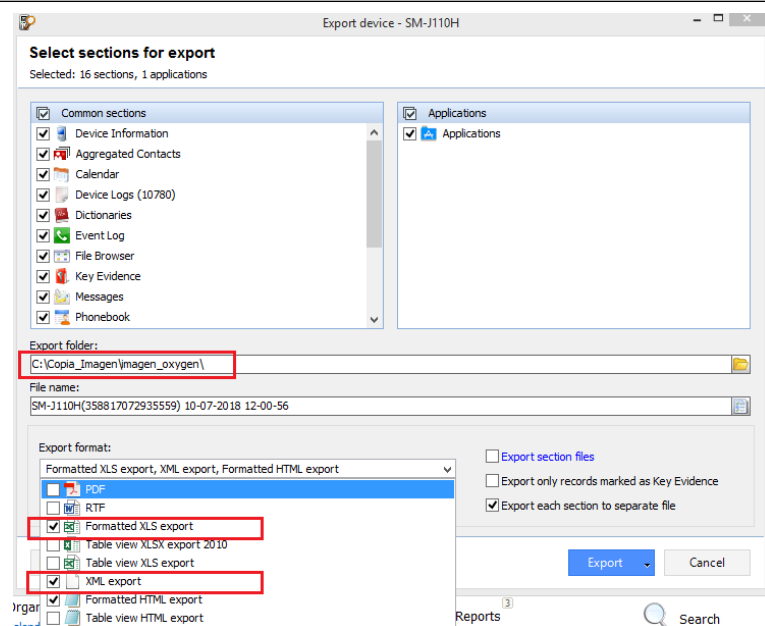 Export device - SM-J110H
Select sections for export
Selected: 16 sections, 1 applications
Common sections
Device Information
Aggregated Contacts
Calendar
Device Logs (10780)
Dictionaries
Event Log
File Browser
Key Evidence
Messages
Phonebook
Applications
Applications
Export folder:
C:\Copia_Imagen\imagen_oxygen\
File name:
SM-J110H(358817072935559) 10-07-2018 12-00-56
Export format:
Formatted XLS export, XML export, Formatted HTML export
PDF
RTF
Formatted XLS export
Table view XLSX export 2010
Table view XLS export
XML export
Formatted HTML export
Table view HTML export
Export section files
Export only records marked as Key Evidence
Export each section to separate file
Export
Cancel
3
Reports
Search